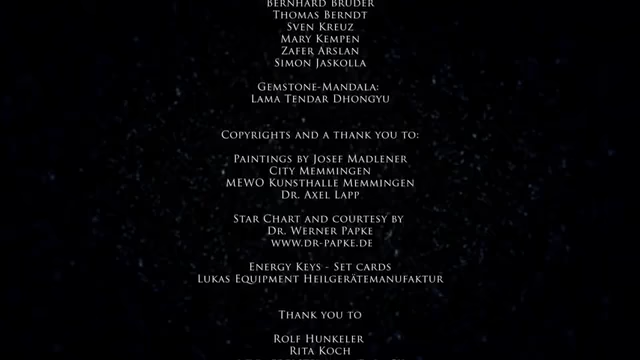 Bernhard Bruder
Thomas Berndt
Sven Kreuz
Mary Kempen
Zafer Arslan
Simon Jaskolla
Gemstone-Mandala:
Lama Tendar Dhongyu
Copyrights and a thank you to:
Paintings by Josef Madlener
City Memmingen
MEWO Kunsthalle Memmingen
Dr. Axel Lapp
Star Chart and courtesy by
Dr. Werner Papke
www.dr-papke.de
Energy Keys - Set cards
Lukas Equipment Heilgerätemanufaktur
Thank you to
Rolf Hunkeler
Rita Koch